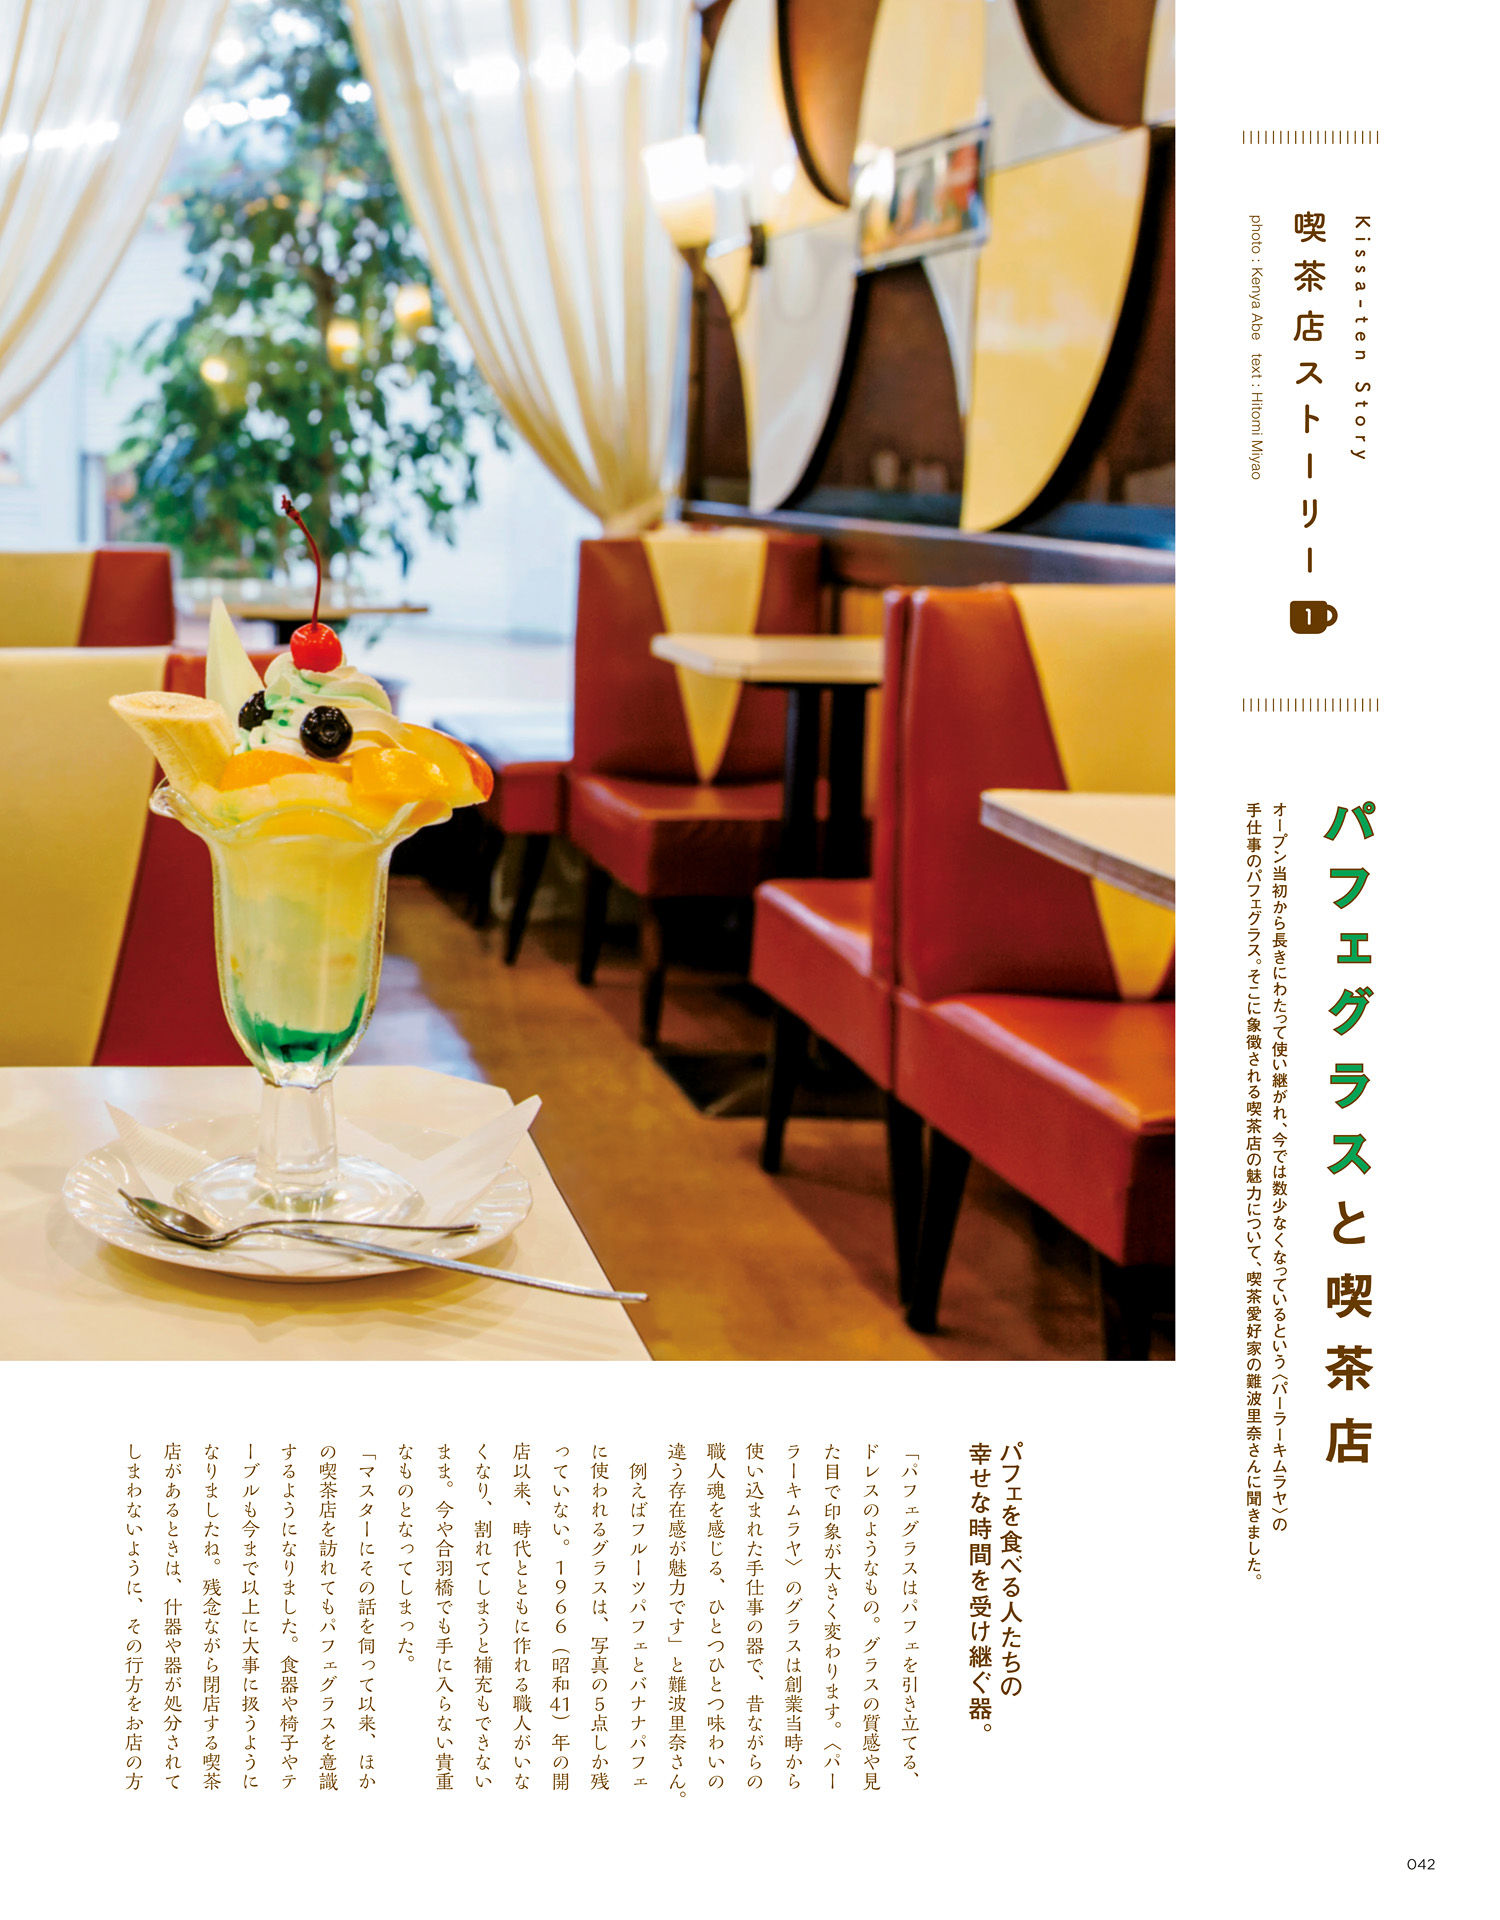 Kissa-ten Story
喫茶店ストーリー
1
photo : Kenya Abe　text : Hitomi Miyao
パフェグラスと喫茶店
オープン当初から長きにわたって使い継がれ、今では数少なくなっているという〈パーラーキムラヤ〉の
手仕事のパフェグラス。そこに象徴される喫茶店の魅力について、喫茶愛好家の難波里奈さんに聞きました。
パフェを食べる人たちの
幸せな時間を受け継ぐ器。
「パフェグラスはパフェを引き立てる、
ドレスのようなもの。グラスの質感や見
た目で印象が大きく変わります。〈パー
ラーキムラヤ〉のグラスは創業当時から
使い込まれた手仕事の器で、昔ながらの
職人魂を感じる、ひとつひとつ味わいの
違う存在感が魅力です」と難波里奈さん。
例えばフルーツパフェとバナナパフェ
に使われるグラスは、写真の5点しか残
っていない。1966（昭和41）年の開
店以来、時代とともに作れる職人がいな
くなり、割れてしまうと補充もできない
まま。今や合羽橋でも手に入らない貴重
なものとなってしまった。
「マスターにその話を伺って以来、ほか
の喫茶店を訪れてもパフェグラスを意識
するようになりました。食器や椅子やテ
ーブルも今まで以上に大事に扱うように
なりましたね。残念ながら閉店する喫茶
店があるときは、什器や器が処分されて
しまわないように、その行方をお店の方
042